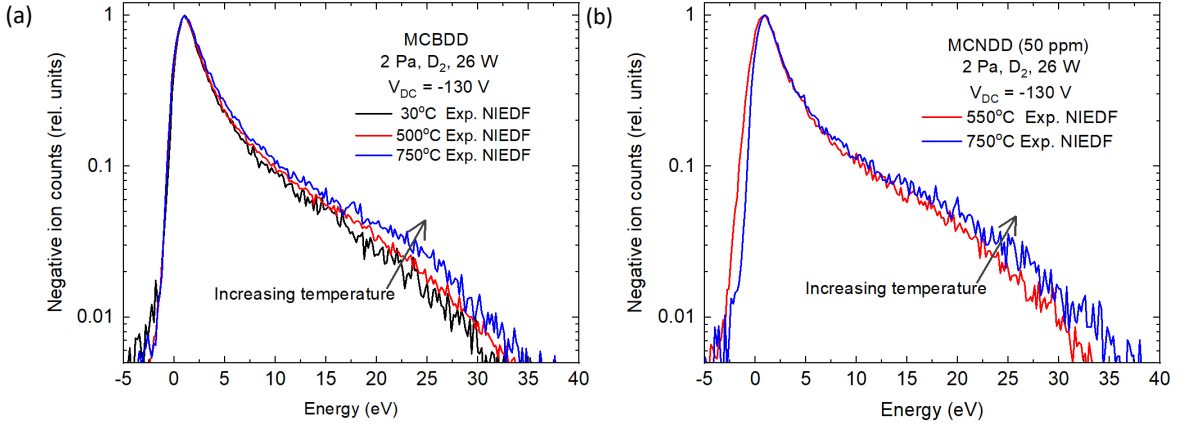 (a)
Negative ion counts (rel. units)
1
0.1
0.01
MCBDD
2 Pa, D₂, 26 W
V_DC = -130 V
30°C Exp. NIEDF
500°C Exp. NIEDF
750°C Exp. NIEDF
Increasing temperature
-5 0 5 10 15 20 25 30 35 40
Energy (eV)
(b)
Negative ion counts (rel. units)
1
0.1
0.01
MCNDD (50 ppm)
2 Pa, D₂, 26 W
V_DC = -130 V
550°C Exp. NIEDF
750°C Exp. NIEDF
Increasing temperature
-5 0 5 10 15 20 25 30 35 40
Energy (eV)